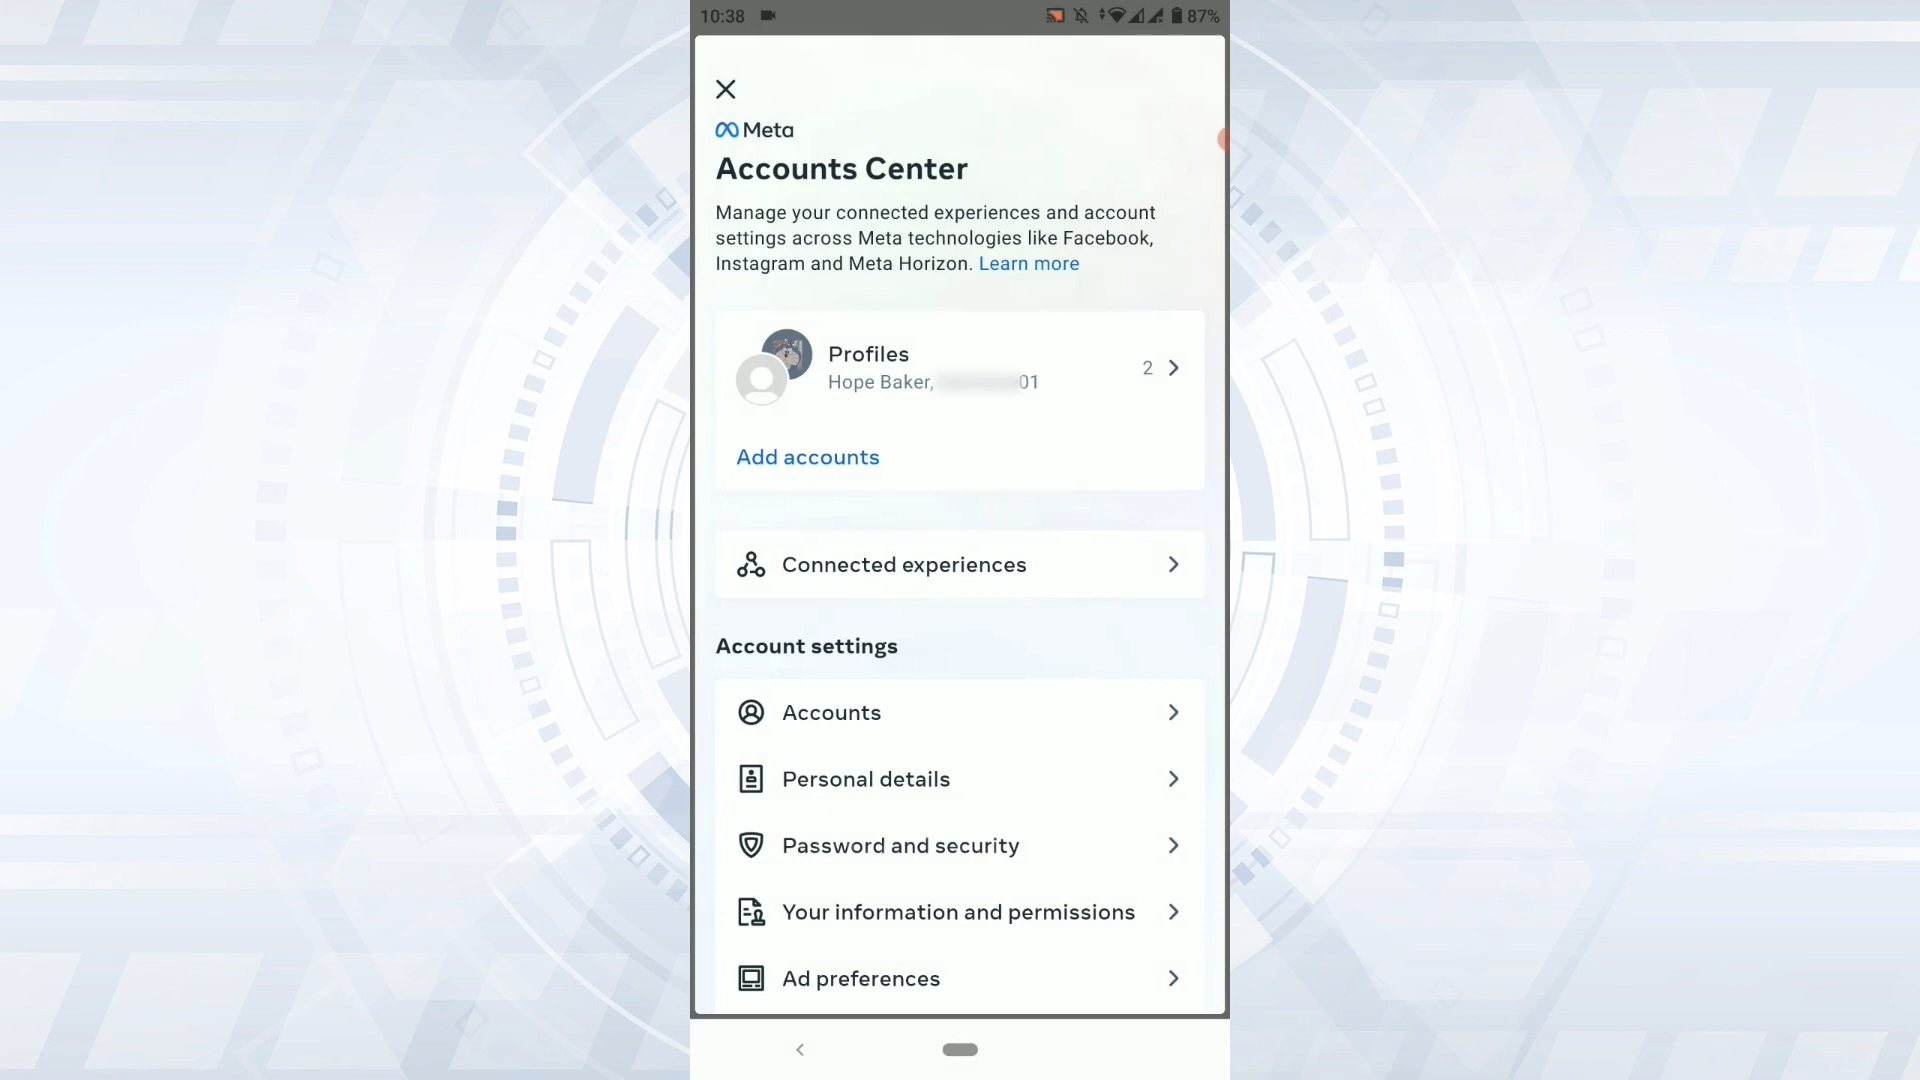 10:38
87%
Meta
Accounts Center
Manage your connected experiences and account
settings across Meta technologies like Facebook,
Instagram and Meta Horizon. Learn more
Profiles
Hope Baker, 01
2
Add accounts
Connected experiences
Account settings
Accounts
Personal details
Password and security
Your information and permissions
Ad preferences